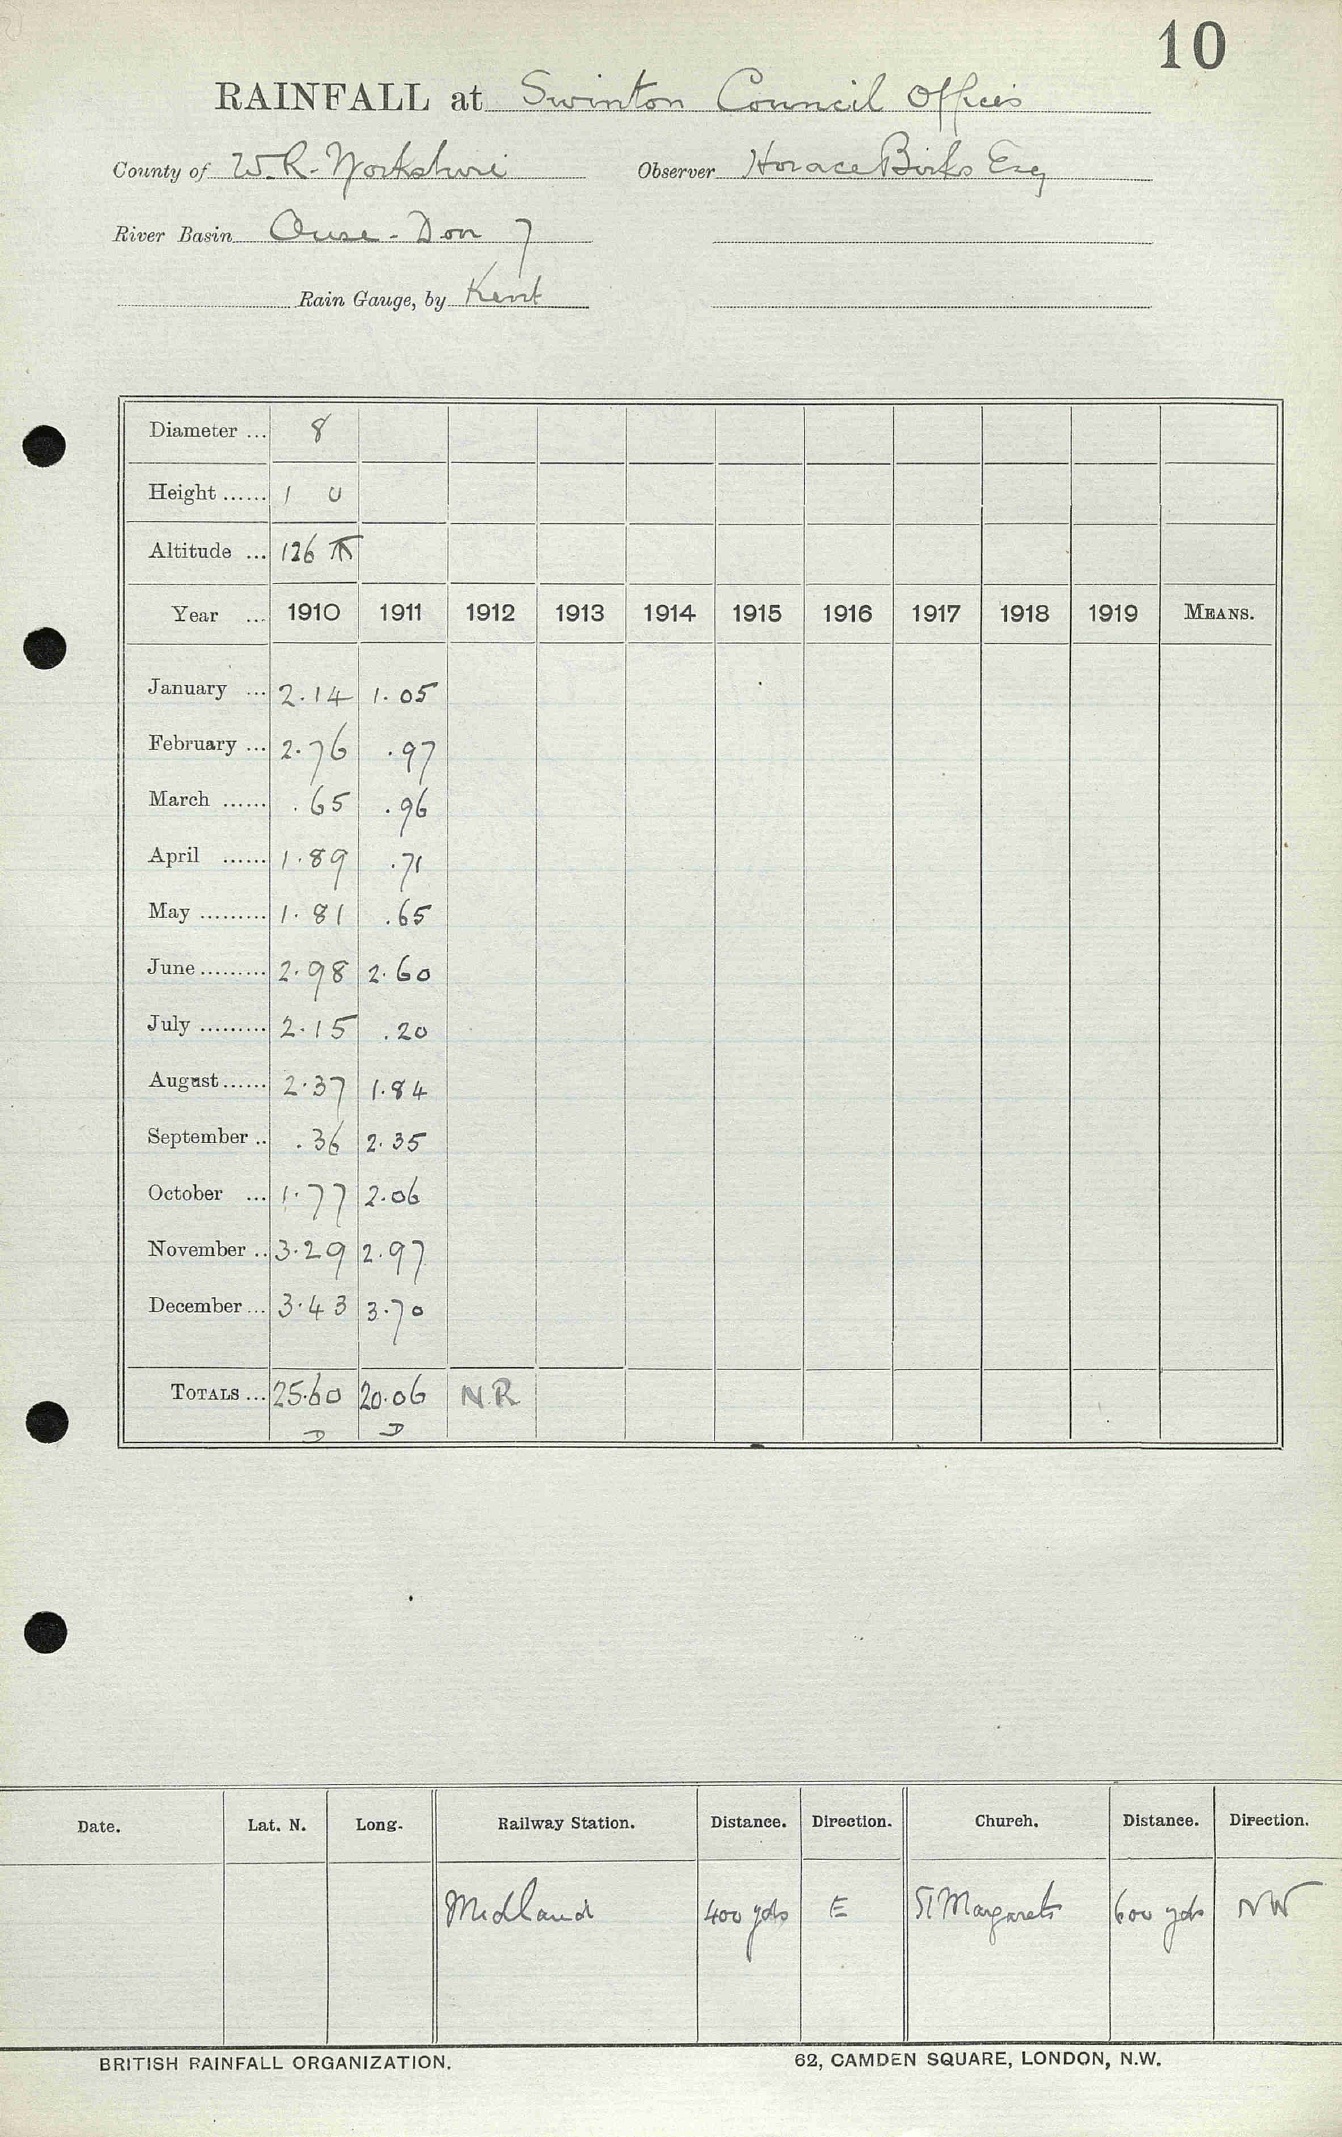 10
RAINFALL at Swinton Council Offices
County of W.R. Yorkshire Observer Horace Birks Esq
River Basin Ouse - Don 7
Rain Gauge, by Kent
Diameter ... 8
Height ...... 1 0
Altitude ... 126
Year ... 1910 1911 1912 1913 1914 1915 1916 1917 1918 1919 MEANS.
January ... 2.14 1.05
February ... 2.76 .97
March ...... .65 .96
April ...... 1.89 .71
May ......... 1.81 .65
June ......... 2.98 2.60
July ......... 2.15 .20
August ...... 2.37 1.84
September .. .36 2.35
October ... 1.77 2.06
November .. 3.29 2.97
December ... 3.43 3.70
TOTALS ... 25.60 20.06 N.R
D D
Date. Lat. N. Long. Railway Station. Distance. Direction. Church. Distance. Direction.
Midland 400 yds E St Margarets 600 yds NW
BRITISH RAINFALL ORGANIZATION. 62, CAMDEN SQUARE, LONDON, N.W.